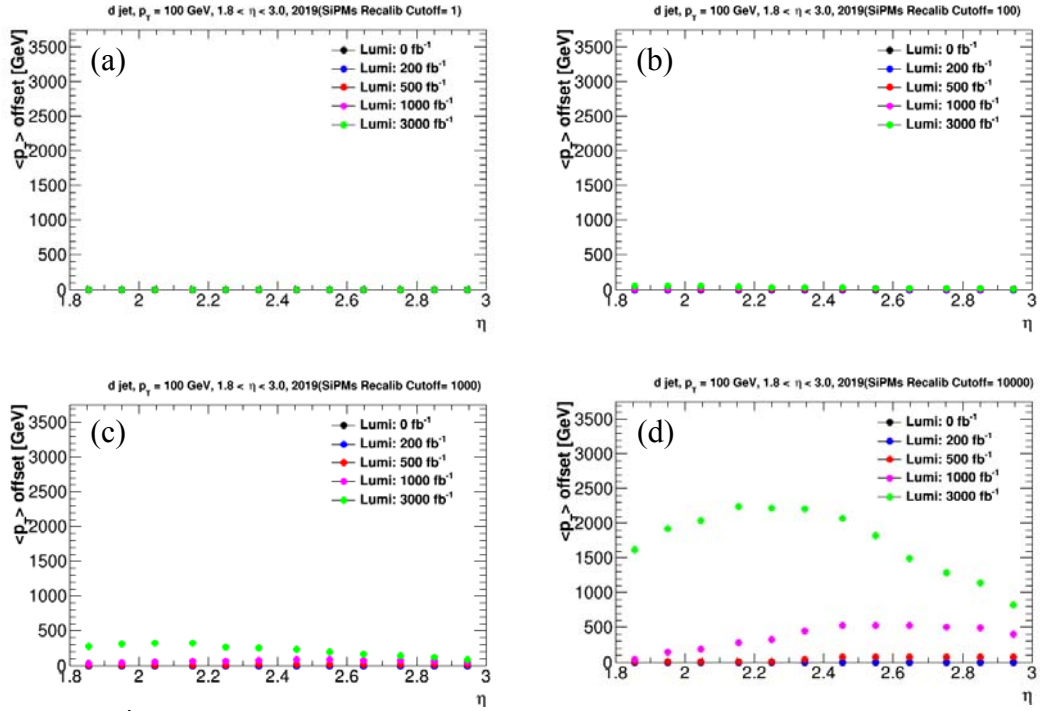 d jet, p_T = 100 GeV, 1.8 < η < 3.0, 2019(SiPMs Recalib Cutoff= 1)
(a)
<p_T> offset [GeV]
3500
3000
2500
2000
1500
1000
500
0
Lumi: 0 fb⁻¹
Lumi: 200 fb⁻¹
Lumi: 500 fb⁻¹
Lumi: 1000 fb⁻¹
Lumi: 3000 fb⁻¹
1.8 2 2.2 2.4 2.6 2.8 3
η
d jet, p_T = 100 GeV, 1.8 < η < 3.0, 2019(SiPMs Recalib Cutoff= 100)
(b)
<p_T> offset [GeV]
3500
3000
2500
2000
1500
1000
500
0
Lumi: 0 fb⁻¹
Lumi: 200 fb⁻¹
Lumi: 500 fb⁻¹
Lumi: 1000 fb⁻¹
Lumi: 3000 fb⁻¹
1.8 2 2.2 2.4 2.6 2.8 3
η
d jet, p_T = 100 GeV, 1.8 < η < 3.0, 2019(SiPMs Recalib Cutoff= 1000)
(c)
<p_T> offset [GeV]
3500
3000
2500
2000
1500
1000
500
0
Lumi: 0 fb⁻¹
Lumi: 200 fb⁻¹
Lumi: 500 fb⁻¹
Lumi: 1000 fb⁻¹
Lumi: 3000 fb⁻¹
1.8 2 2.2 2.4 2.6 2.8 3
η
d jet, p_T = 100 GeV, 1.8 < η < 3.0, 2019(SiPMs Recalib Cutoff= 10000)
(d)
<p_T> offset [GeV]
3500
3000
2500
2000
1500
1000
500
0
Lumi: 0 fb⁻¹
Lumi: 200 fb⁻¹
Lumi: 500 fb⁻¹
Lumi: 1000 fb⁻¹
Lumi: 3000 fb⁻¹
1.8 2 2.2 2.4 2.6 2.8 3
η